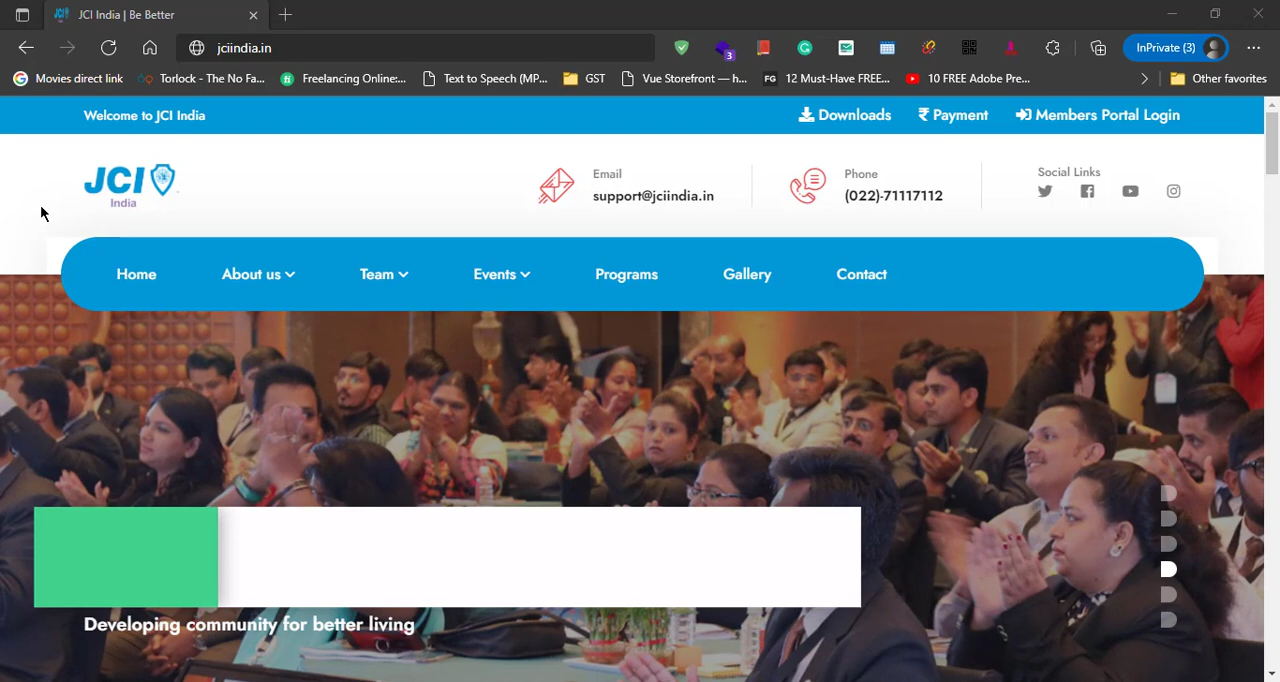 JCI India | Be Better
jciindia.in
3
InPrivate (3)
Movies direct link
Torlock - The No Fa...
fi
Freelancing Online:...
Text to Speech (MP...
GST
Vue Storefront — h...
FG
12 Must-Have FREE...
10 FREE Adobe Pre...
Other favorites
Welcome to JCI India
Downloads
₹ Payment
Members Portal Login
JCI
India
Email
support@jciindia.in
Phone
(022)-71117112
Social Links
Home
About us
Team
Events
Programs
Gallery
Contact
Developing community for better living